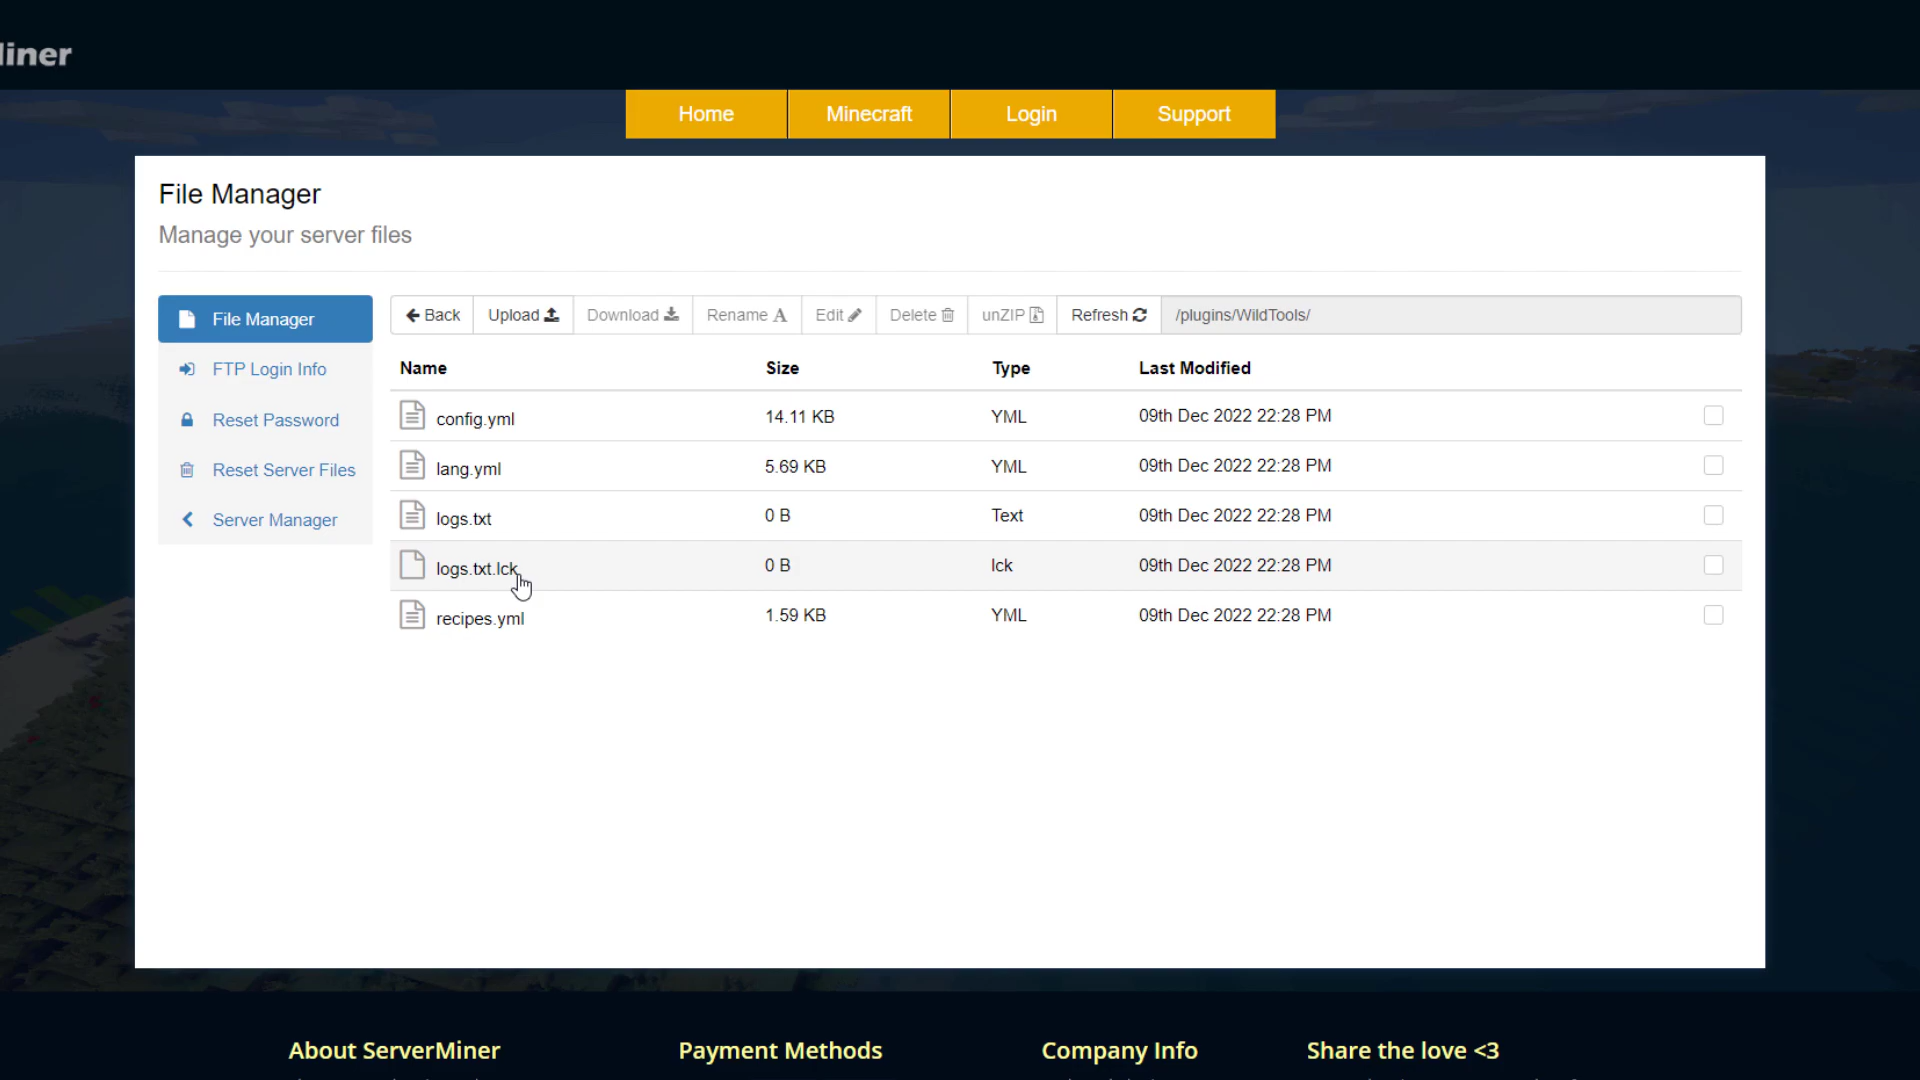 liner
Home Minecraft Login Support
File Manager
Manage your server files
File Manager
FTP Login Info
Reset Password
Reset Server Files
Server Manager
Back Upload Download Rename A Edit Delete unZIP Refresh /plugins/WildTools/
Name Size Type Last Modified
config.yml 14.11 KB YML 09th Dec 2022 22:28 PM
lang.yml 5.69 KB YML 09th Dec 2022 22:28 PM
logs.txt 0 B Text 09th Dec 2022 22:28 PM
logs.txt.lck 0 B lck 09th Dec 2022 22:28 PM
recipes.yml 1.59 KB YML 09th Dec 2022 22:28 PM
About ServerMiner Payment Methods Company Info Share the love <3